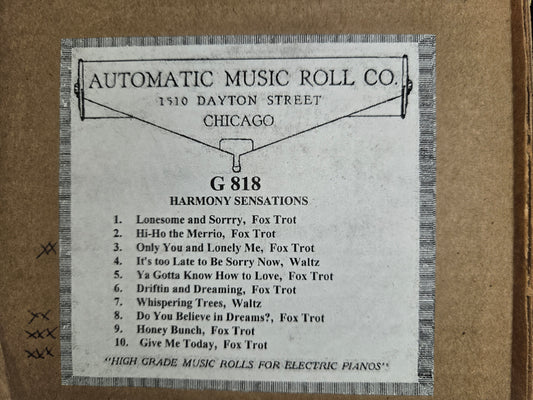 AUTOMATIC MUSIC ROLL CO.
1510 DAYTON STREET
CHICAGO
G 818
HARMONY SENSATIONS
1. Lonesome and Sorrry, Fox Trot
2. Hi-Ho the Merrio, Fox Trot
XX 3. Only You and Lonely Me, Fox Trot
4. It's too Late to Be Sorry Now, Waltz
5. Ya Gotta Know How to Love, Fox Trot
6. Driftin and Dreaming, Fox Trot
7. Whispering Trees, Waltz
XX 8. Do You Believe in Dreams?, Fox Trot
XXX 9. Honey Bunch, Fox Trot
XXX 10. Give Me Today, Fox Trot
"HIGH GRADE MUSIC ROLLS FOR ELECTRIC PIANOS"